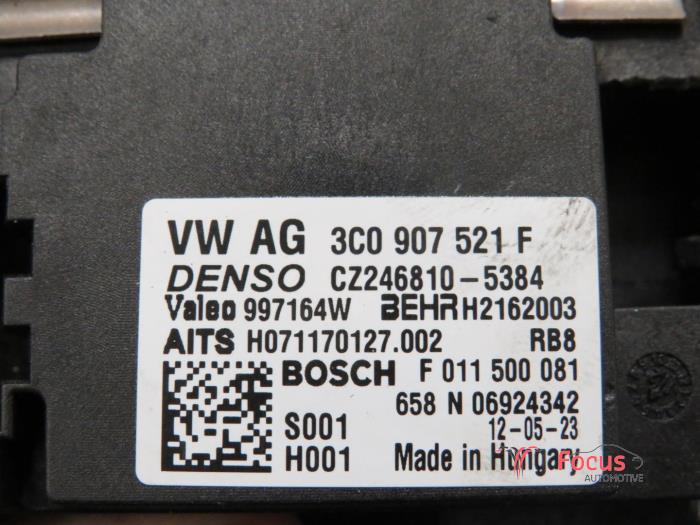 VW AG 3C0 907 521 F
DENSO CZ246810-5384
Valeo 997164W BEHR H2162003
AITS H071170127.002 RB8
BOSCH F 011 500 081
658 N 06924342
S001 12-05-23
H001 Made in Hungary
Focus
AUTOMOTIVE